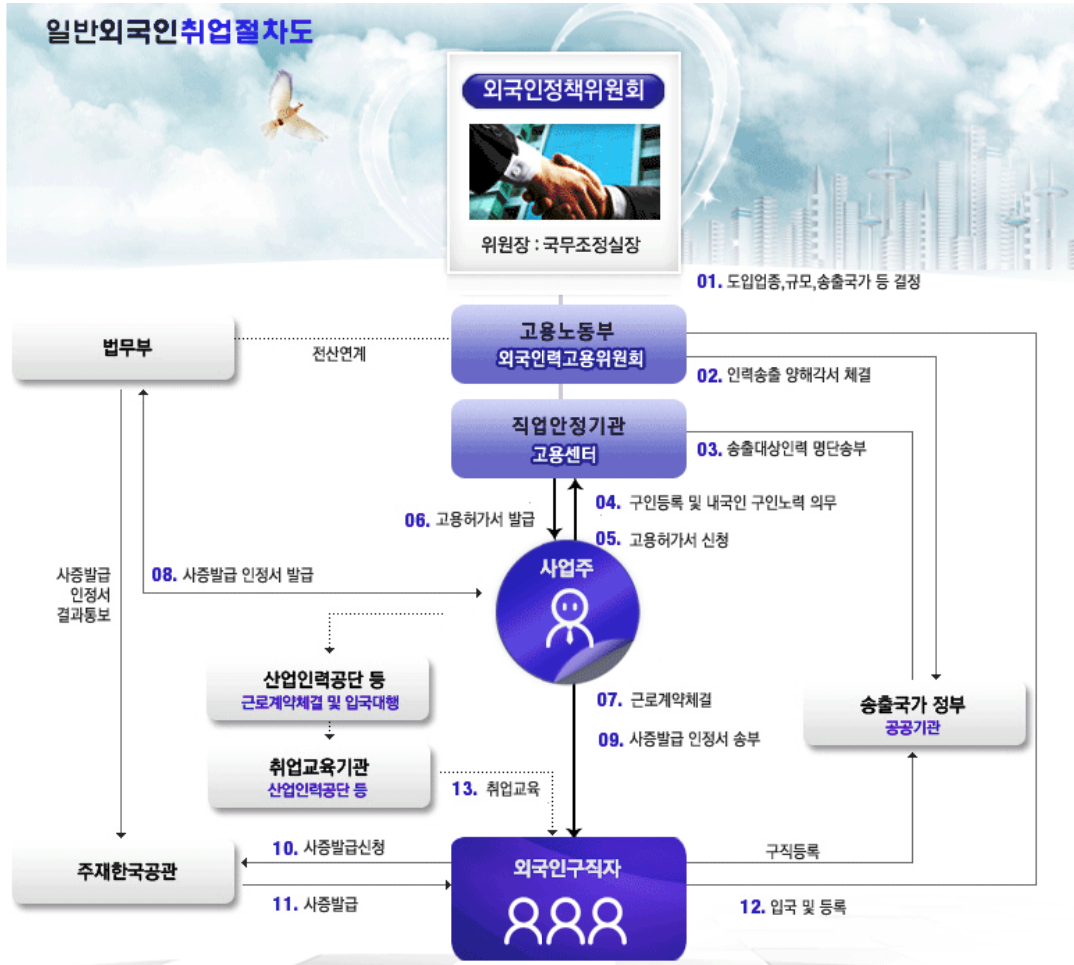 일반외국인취업절차도
외국인정책위원회
위원장 : 국무조정실장
01. 도입업종,규모,송출국가 등 결정
법무부
전산연계
고용노동부
외국인력고용위원회
02. 인력송출 양해각서 체결
직업안정기관
고용센터
03. 송출대상인력 명단송부
04. 구인등록 및 내국인 구인노력 의무
06. 고용허가서 발급
05. 고용허가서 신청
사업주
사증발급
인정서
결과통보
08. 사증발급 인정서 발급
산업인력공단 등
근로계약체결 및 입국대행
07. 근로계약체결
09. 사증발급 인정서 송부
송출국가 정부
공공기관
취업교육기관
산업인력공단 등
13. 취업교육
10. 사증발급신청
주재한국공관
11. 사증발급
외국인구직자
구직등록
12. 입국 및 등록